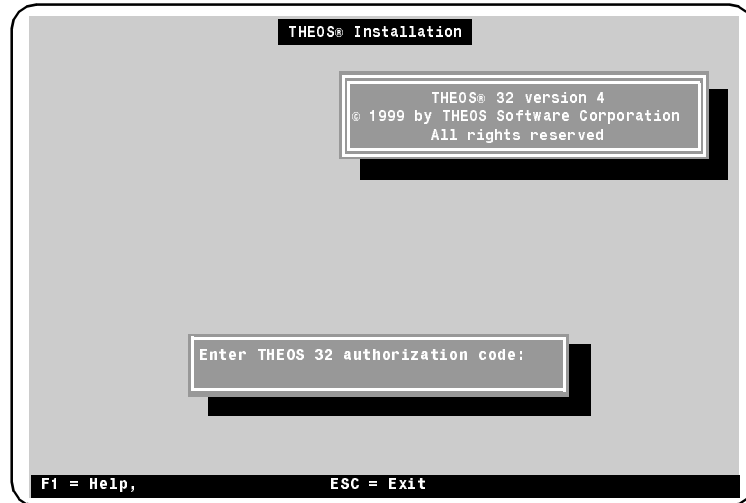 THEOS® Installation
THEOS® 32 version 4
© 1999 by THEOS Software Corporation
All rights reserved
Enter THEOS 32 authorization code:
F1 = Help, ESC = Exit